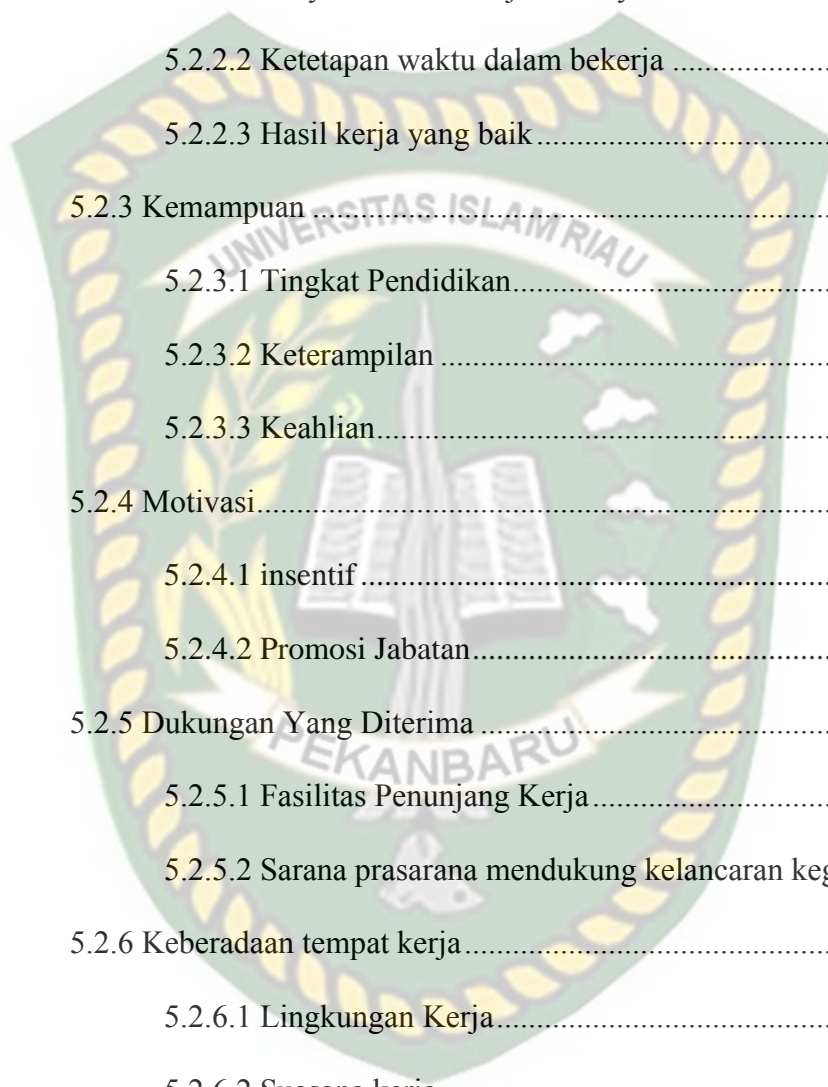 5.2.2.2 Ketetapan waktu dalam bekerja ....................
5.2.2.3 Hasil kerja yang baik ....................................
UNIVERSITAS ISLAM RIAU
5.2.3 Kemampuan ................................................................
5.2.3.1 Tingkat Pendidikan.......................................
5.2.3.2 Keterampilan ................................................
5.2.3.3 Keahlian........................................................
5.2.4 Motivasi.......................................................................
5.2.4.1 insentif ..........................................................
5.2.4.2 Promosi Jabatan............................................
5.2.5 Dukungan Yang Diterima ...........................................
PEKANBARU
5.2.5.1 Fasilitas Penunjang Kerja.............................
5.2.5.2 Sarana prasarana mendukung kelancaran
5.2.6 Keberadaan tempat kerja.............................................
5.2.6.1 Lingkungan Kerja.........................................